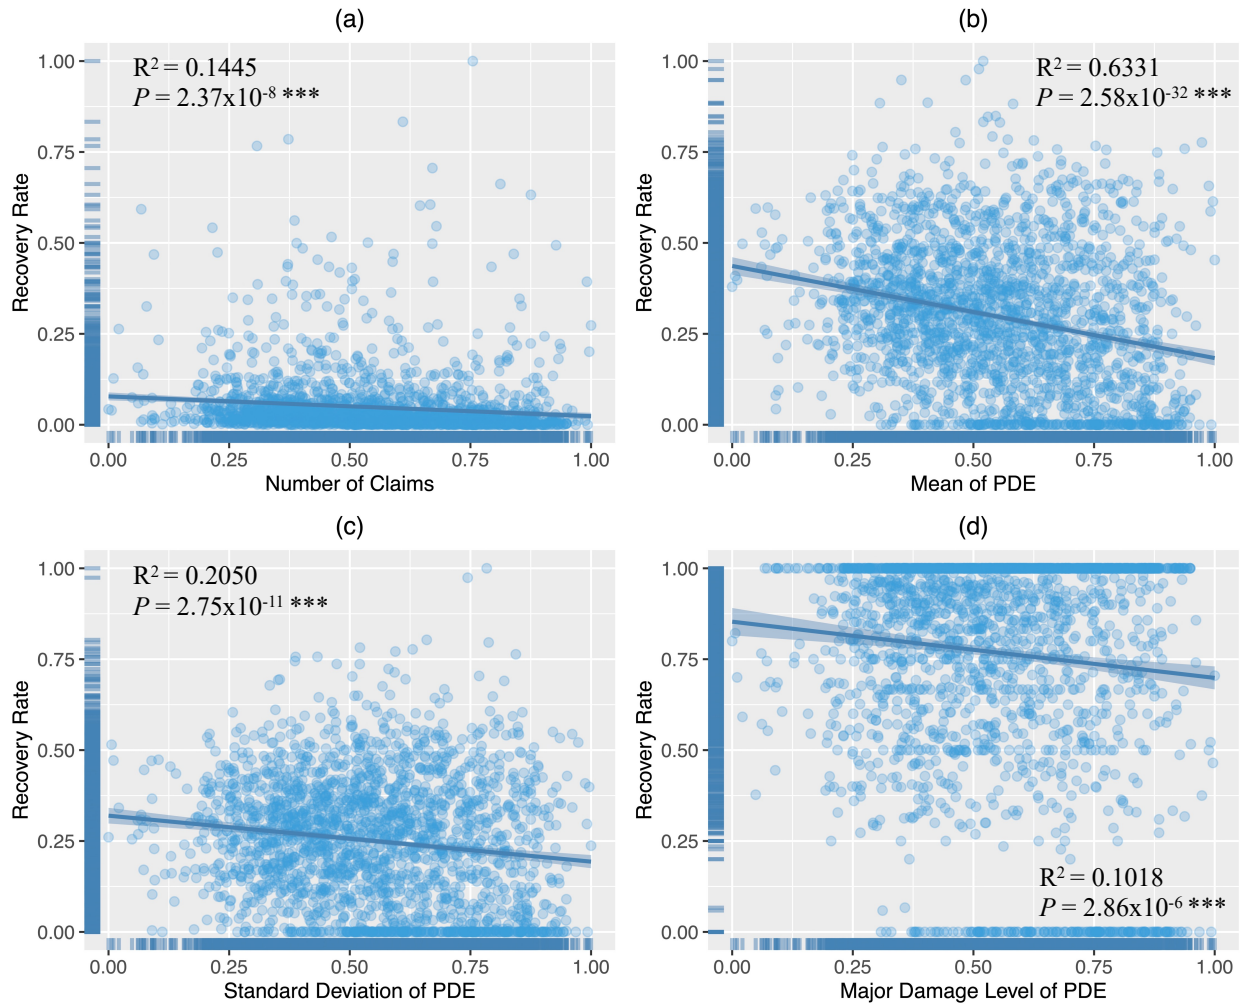 (a)
R² = 0.1445
P = 2.37x10⁻⁸ ***
1.00
0.75
0.50
0.25
0.00
Recovery Rate
0.00 0.25 0.50 0.75 1.00
Number of Claims
(b)
R² = 0.6331
P = 2.58x10⁻³² ***
1.00
0.75
0.50
0.25
0.00
Recovery Rate
0.00 0.25 0.50 0.75 1.00
Mean of PDE
(c)
R² = 0.2050
P = 2.75x10⁻¹¹ ***
1.00
0.75
0.50
0.25
0.00
Recovery Rate
0.00 0.25 0.50 0.75 1.00
Standard Deviation of PDE
(d)
1.00
0.75
0.50
0.25
0.00
Recovery Rate
R² = 0.1018
P = 2.86x10⁻⁶ ***
0.00 0.25 0.50 0.75 1.00
Major Damage Level of PDE